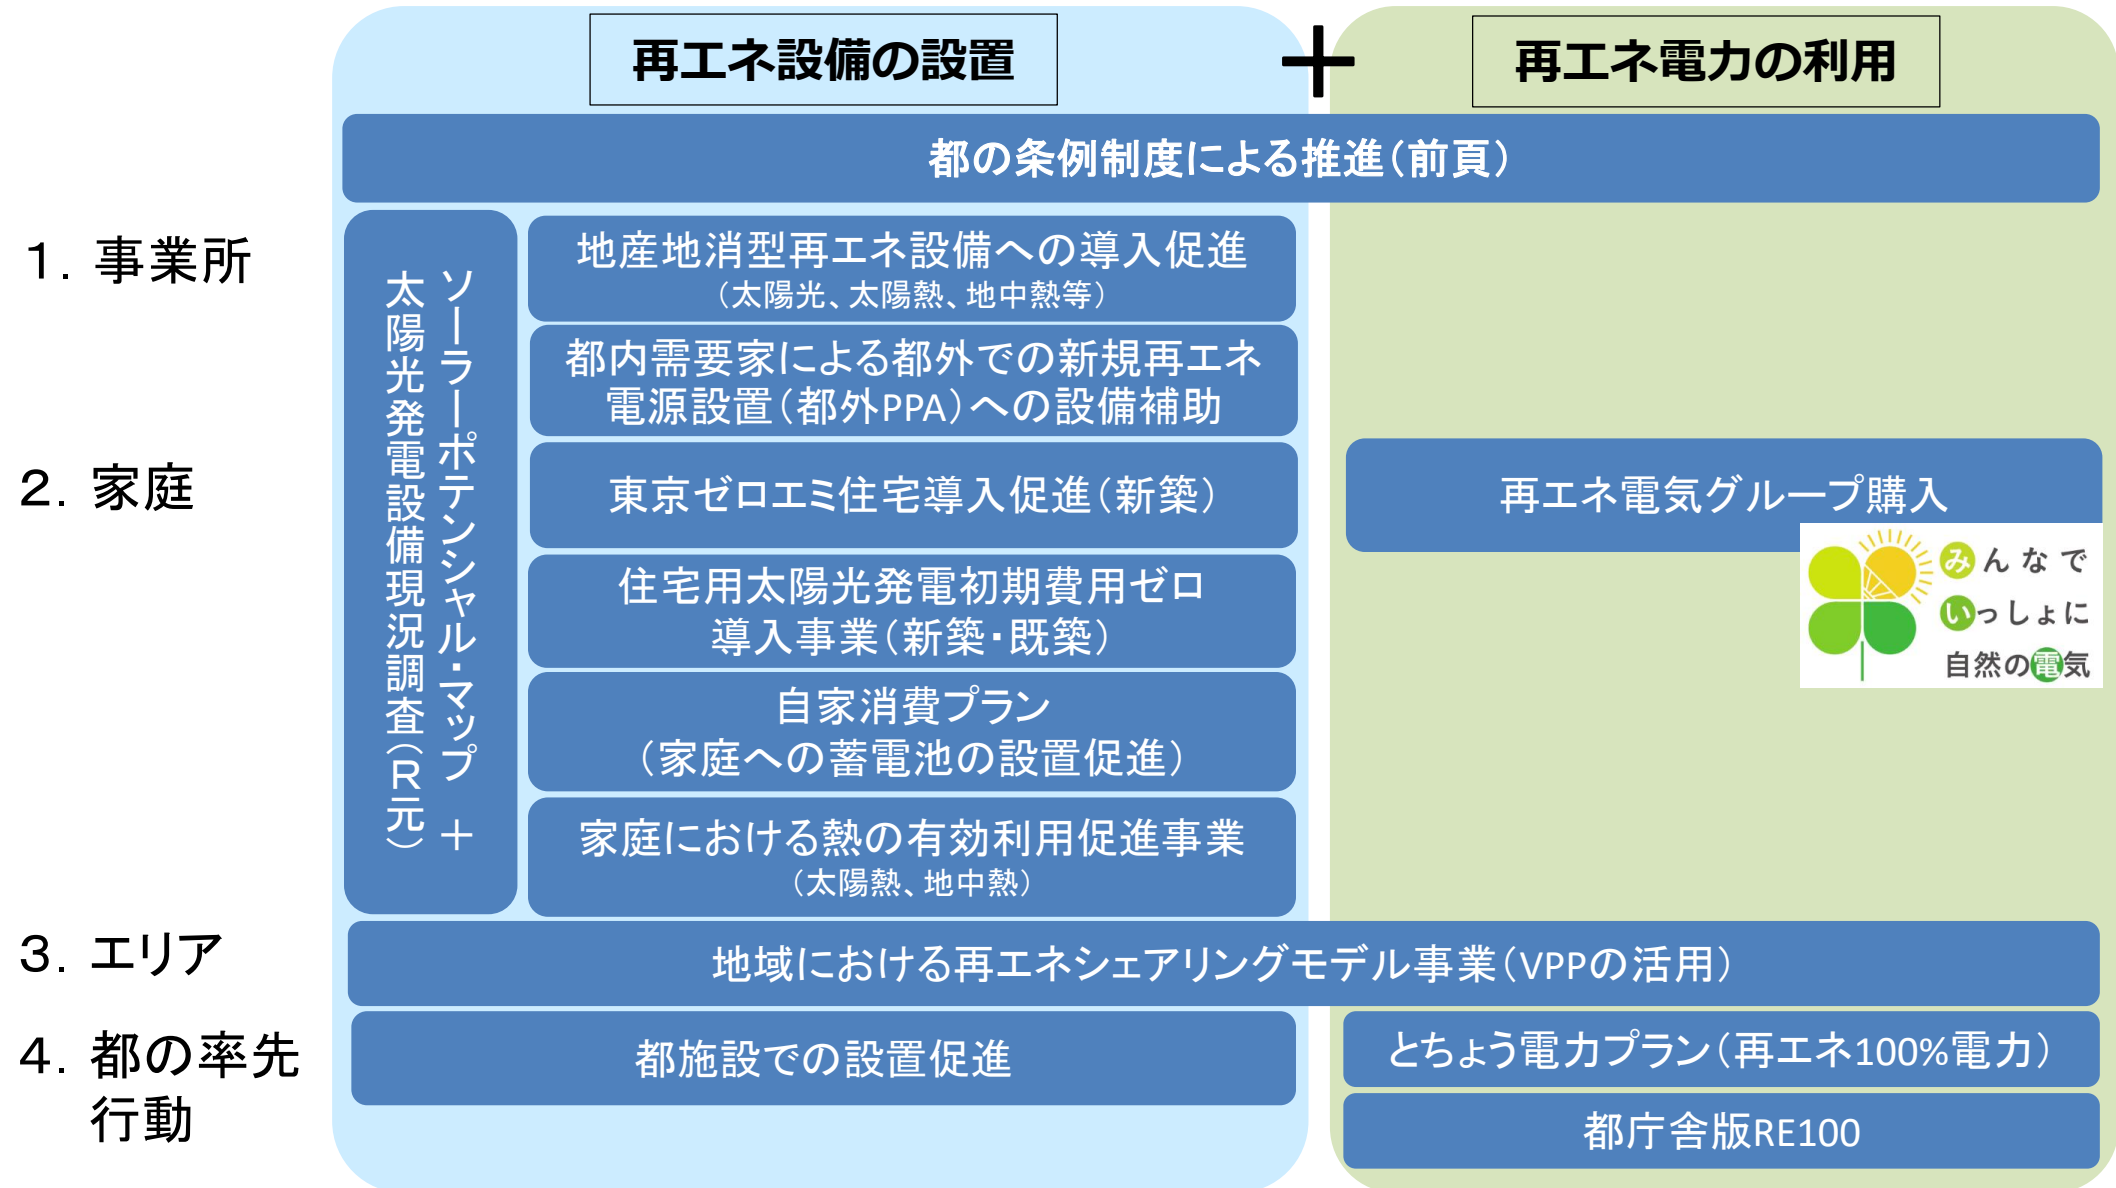 再エネ設備の設置
＋
再エネ電力の利用
都の条例制度による推進（前頁）
１．事業所
ソーラーポテンシャル・マップ　＋
太陽光発電設備現況調査（Ｒ元）
地産地消型再エネ設備への導入促進
（太陽光、太陽熱、地中熱等）
都内需要家による都外での新規再エネ
電源設置（都外PPA）への設備補助
２．家庭
東京ゼロエミ住宅導入促進（新築）
再エネ電気グループ購入
みんなで
いっしょに
自然の電気
住宅用太陽光発電初期費用ゼロ
導入事業（新築・既築）
自家消費プラン
（家庭への蓄電池の設置促進）
家庭における熱の有効利用促進事業
（太陽熱、地中熱）
３．エリア
地域における再エネシェアリングモデル事業（VPPの活用）
４．都の率先
行動
都施設での設置促進
とちょう電力プラン（再エネ100%電力）
都庁舎版RE100